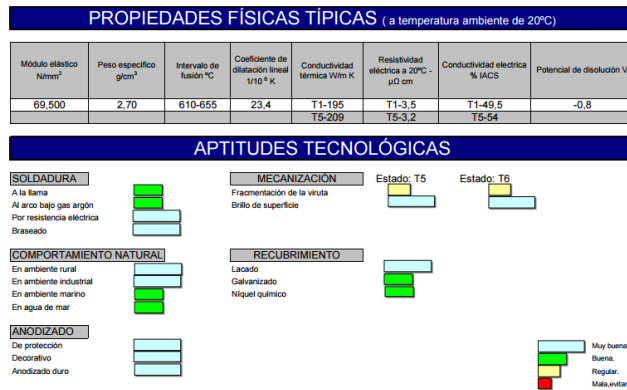 PROPIEDADES FÍSICAS TÍPICAS ( a temperatura ambiente de 20ºC)
Módulo elástico N/mm² Peso específico g/cm³ Intervalo de fusión ºC Coeficiente de dilatación lineal 1/10⁶ K Conductividad térmica W/m K Resistividad eléctrica a 20ºC - µΩ cm Conductividad electrica % IACS Potencial de disolución V
69,500 2,70 610-655 23,4 T1-195 T1-3,5 T1-49,5 -0,8
T5-209 T5-3,2 T5-54
APTITUDES TECNOLÓGICAS
SOLDADURA MECANIZACIÓN Estado: T5 Estado: T6
A la llama Fracmentación de la viruta
Al arco bajo gas argón Brillo de superficie
Por resistencia eléctrica
Braseado
COMPORTAMIENTO NATURAL RECUBRIMIENTO
En ambiente rural Lacado
En ambiente industrial Galvanizado
En ambiente marino Níquel químico
En agua de mar
ANODIZADO
De protección Muy buena
Decorativo Buena.
Anodizado duro Regular.
Mala,evitar